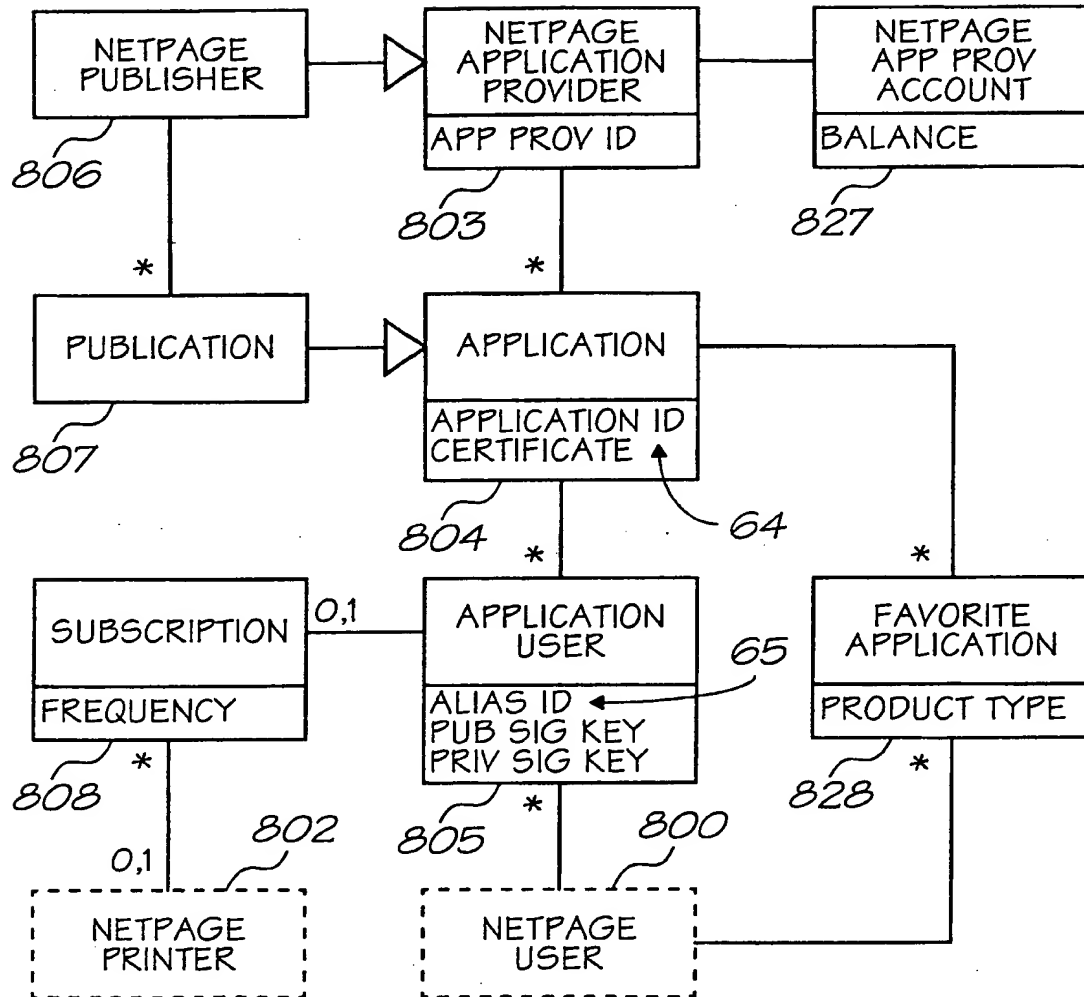 NETPAGE
PUBLISHER
806
NETPAGE
APPLICATION
PROVIDER
APP PROV ID
803
NETPAGE
APP PROV
ACCOUNT
BALANCE
827
*
*
PUBLICATION
807
APPLICATION
APPLICATION ID
CERTIFICATE
64
804
*
*
SUBSCRIPTION
FREQUENCY
808
0,1
APPLICATION
USER
ALIAS ID
PUB SIG KEY
PRIV SIG KEY
65
805
FAVORITE
APPLICATION
PRODUCT TYPE
828
*
*
*
0,1
802
NETPAGE
PRINTER
800
NETPAGE
USER